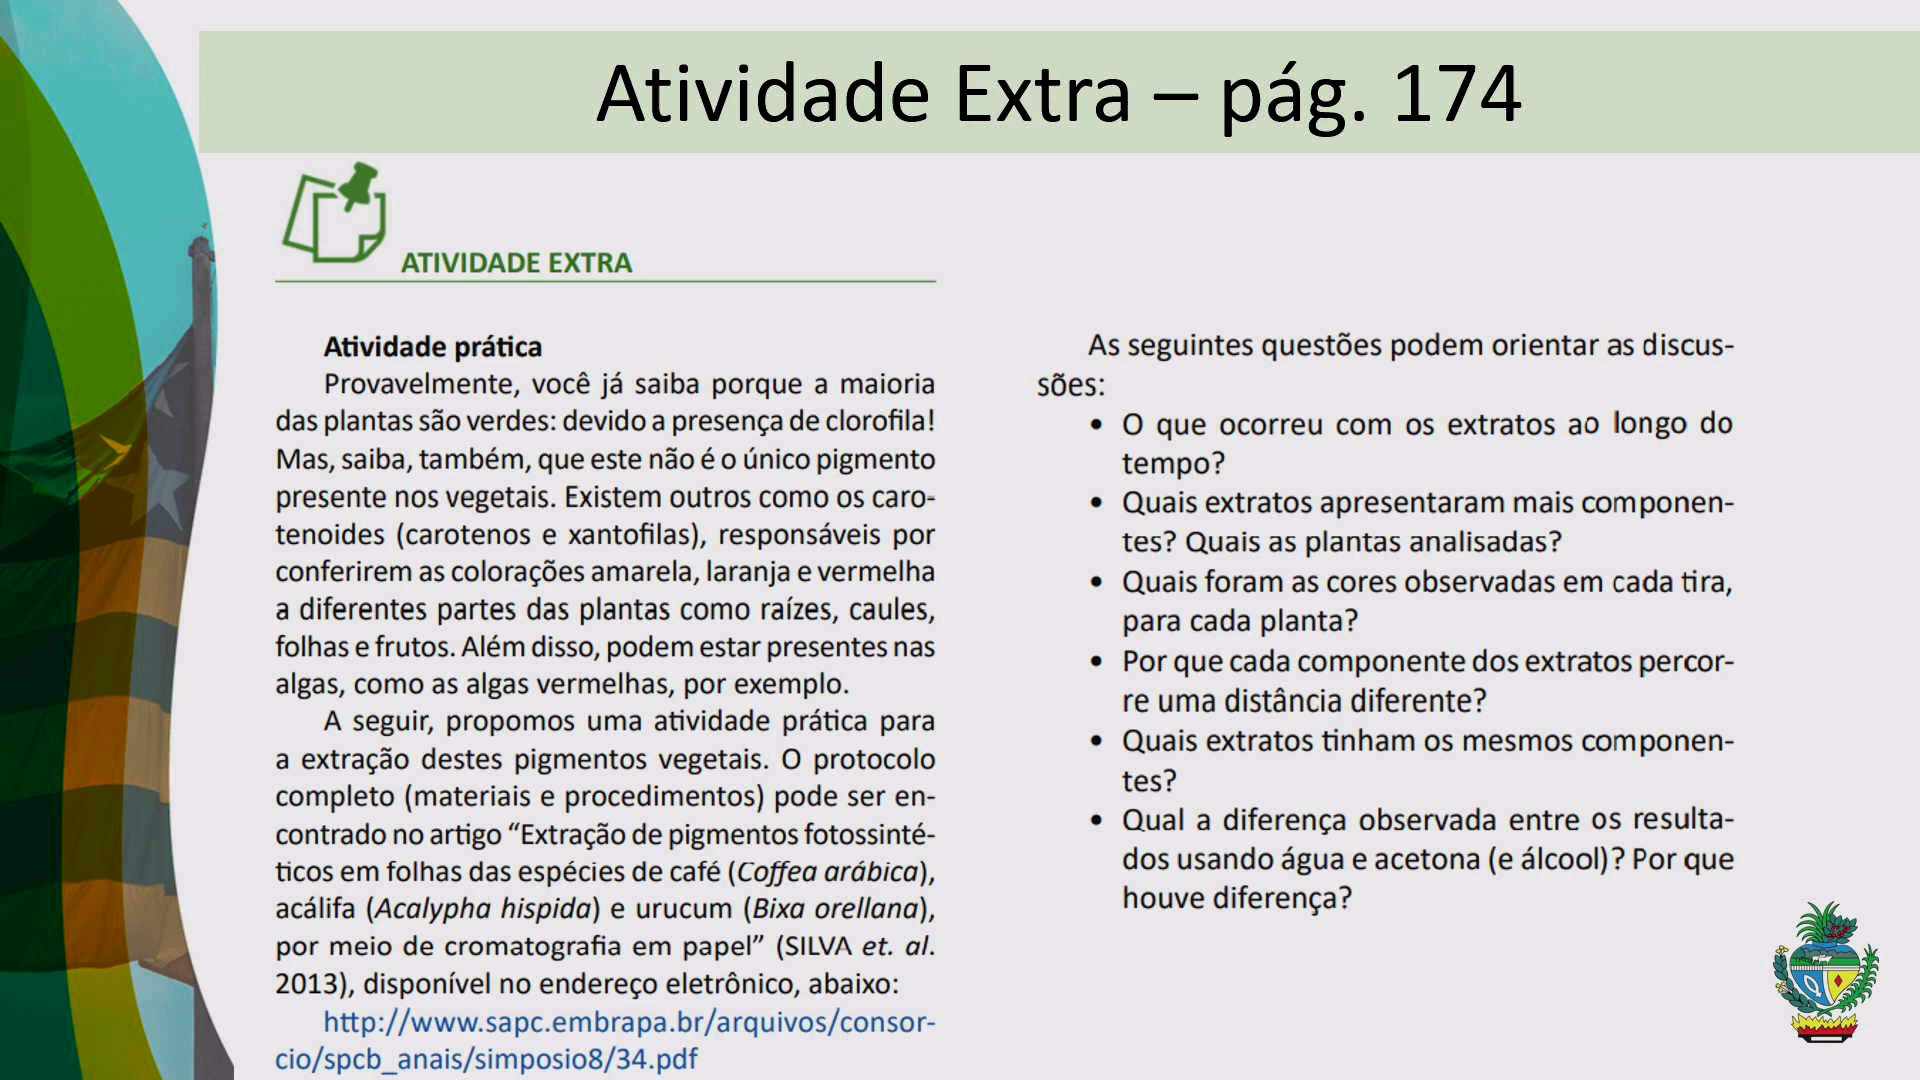 Atividade Extra – pág. 174
ATIVIDADE EXTRA
Atividade prática
Provavelmente, você já saiba porque a maioria
das plantas são verdes: devido a presença de clorofila!
Mas, saiba, também, que este não é o único pigmento
presente nos vegetais. Existem outros como os caro-
tenoides (carotenos e xantofilas), responsáveis por
conferirem as colorações amarela, laranja e vermelha
a diferentes partes das plantas como raízes, caules,
folhas e frutos. Além disso, podem estar presentes nas
algas, como as algas vermelhas, por exemplo.
A seguir, propomos uma atividade prática para
a extração destes pigmentos vegetais. O protocolo
completo (materiais e procedimentos) pode ser en-
contrado no artigo “Extração de pigmentos fotossinté-
ticos em folhas das espécies de café (Coffea arábica),
acálifa (Acalypha hispida) e urucum (Bixa orellana),
por meio de cromatografia em papel” (SILVA et. al.
2013), disponível no endereço eletrônico, abaixo:
http://www.sapc.embrapa.br/arquivos/consor-
cio/spcb_anais/simposio8/34.pdf
As seguintes questões podem orientar as discus-
sões:
• O que ocorreu com os extratos ao longo do
tempo?
• Quais extratos apresentaram mais componen-
tes? Quais as plantas analisadas?
• Quais foram as cores observadas em cada tira,
para cada planta?
• Por que cada componente dos extratos percor-
re uma distância diferente?
• Quais extratos tinham os mesmos componen-
tes?
• Qual a diferença observada entre os resulta-
dos usando água e acetona (e álcool)? Por que
houve diferença?